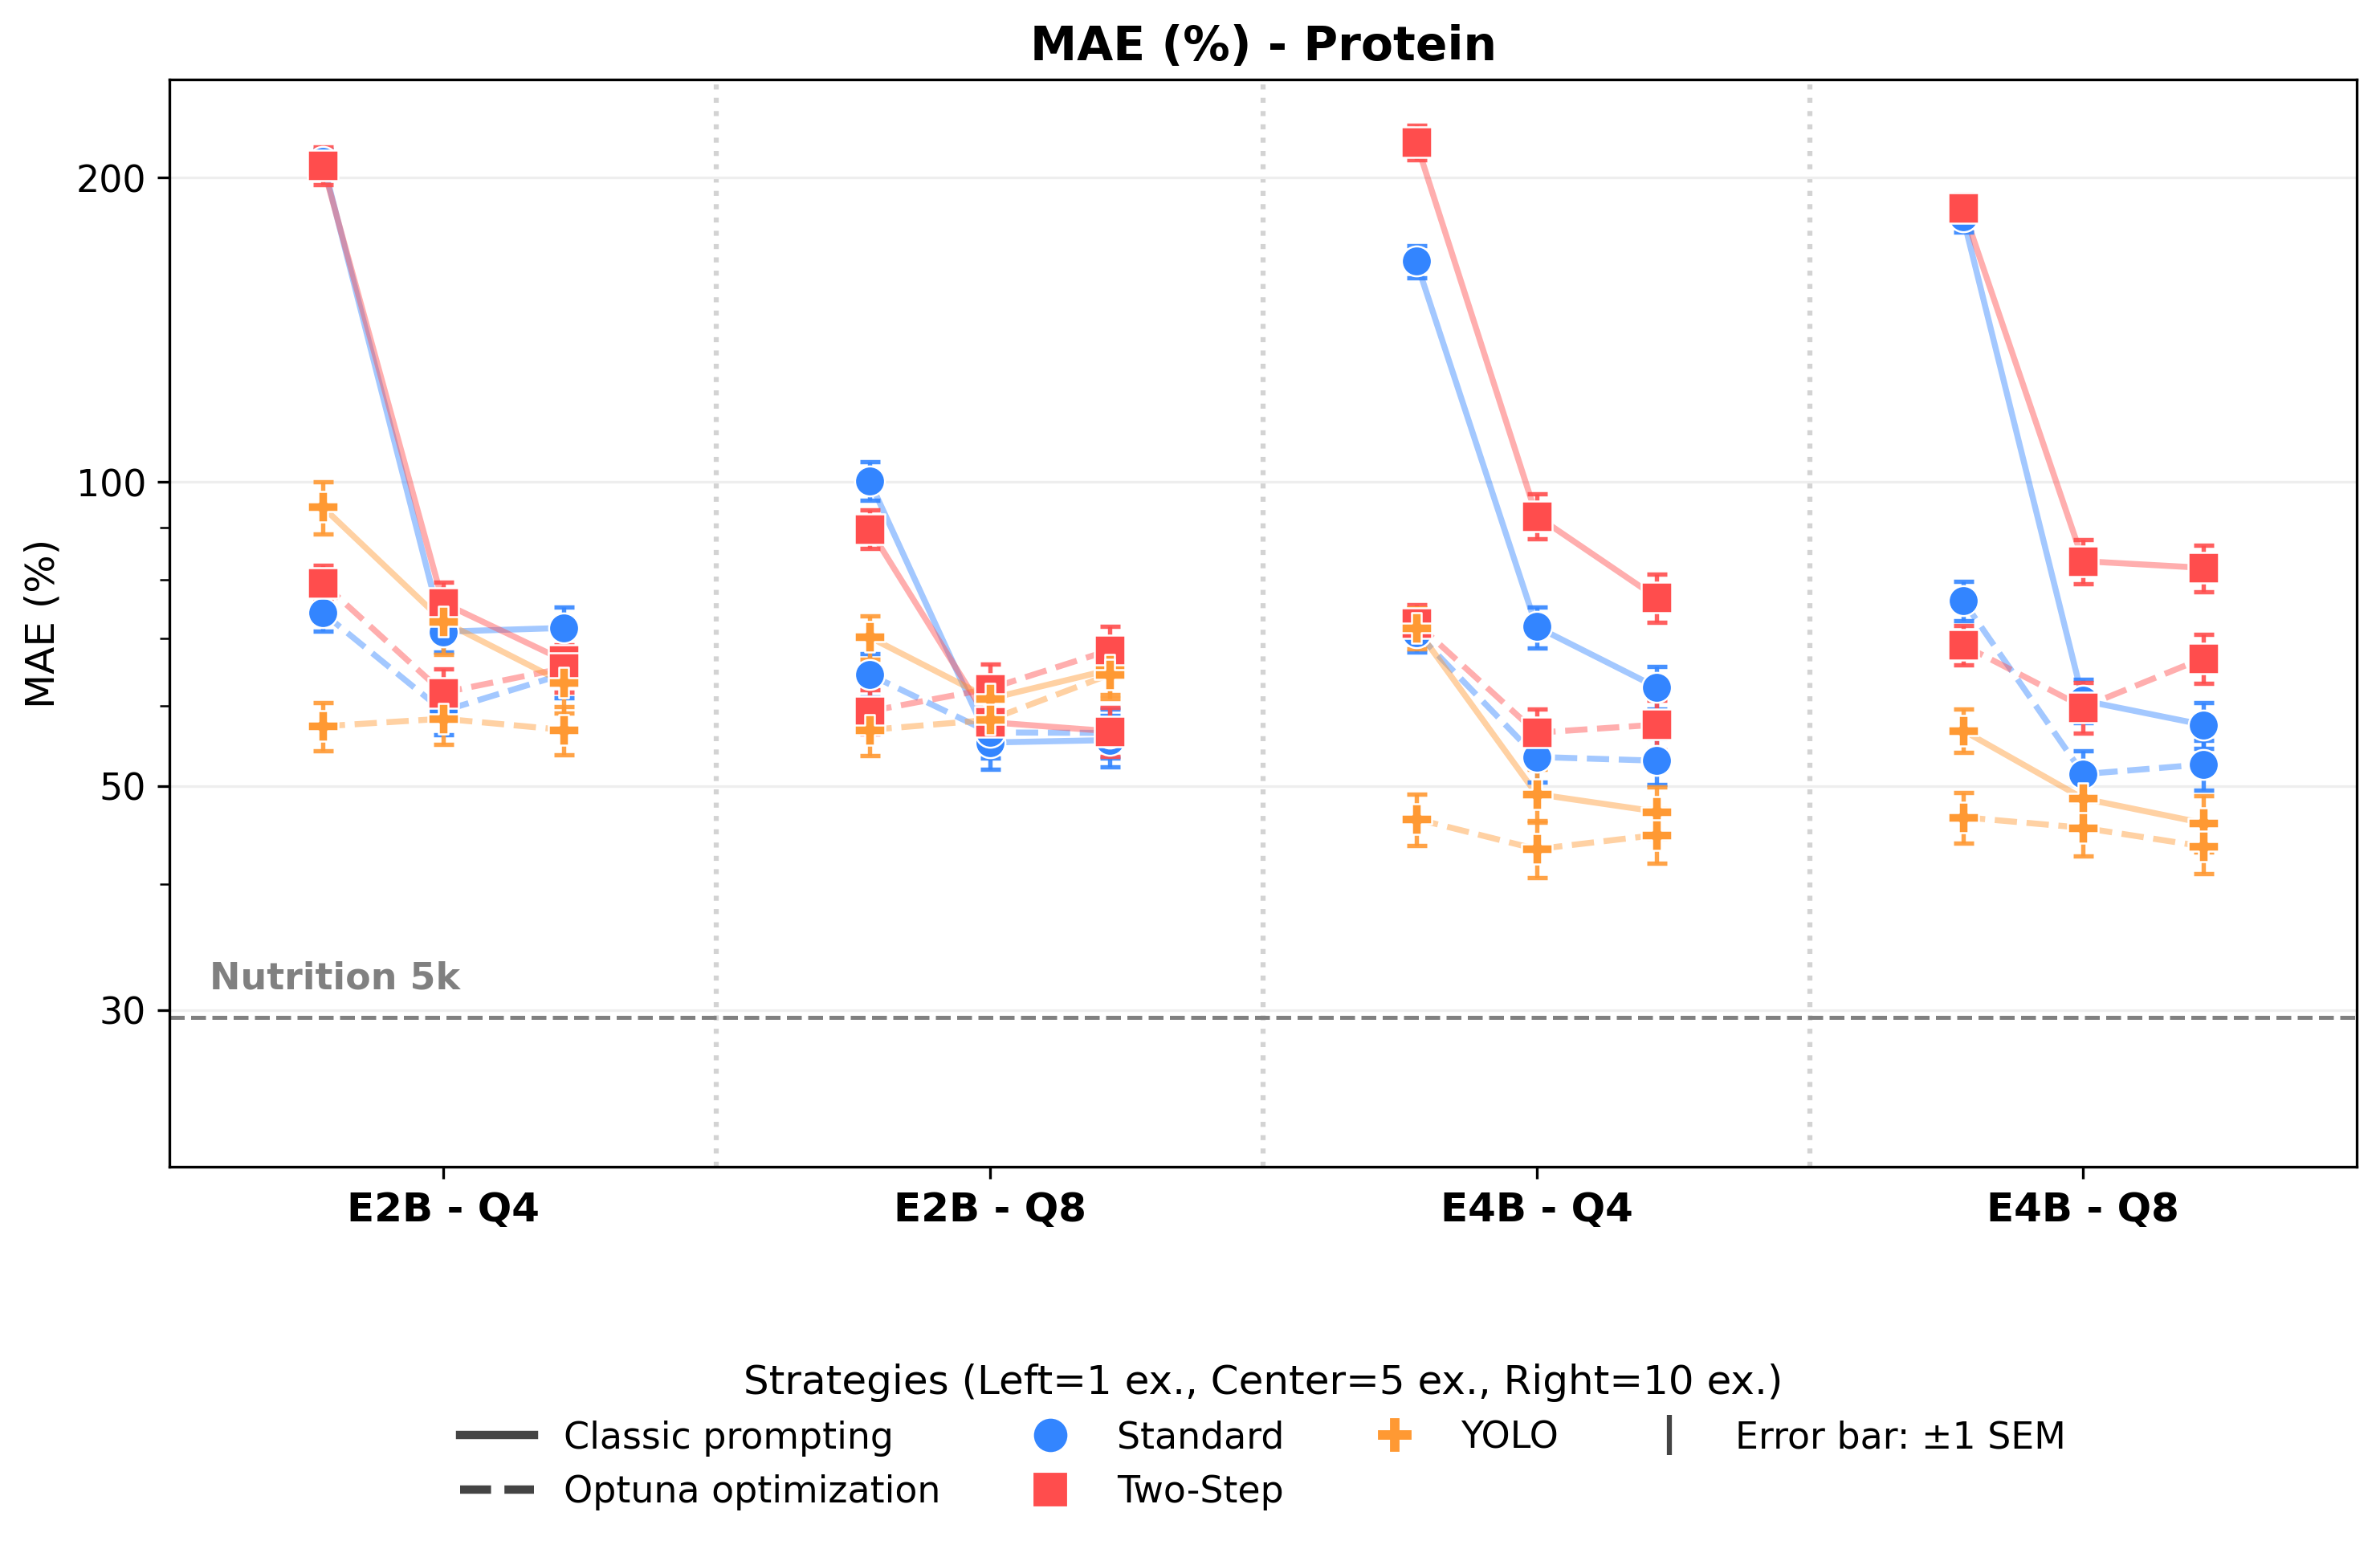 MAE (%) - Protein
MAE (%)
200
100
50
30
Nutrition 5k
E2B - Q4
E2B - Q8
E4B - Q4
E4B - Q8
Strategies (Left=1 ex., Center=5 ex., Right=10 ex.)
Classic prompting
Optuna optimization
Standard
Two-Step
YOLO
Error bar: ±1 SEM